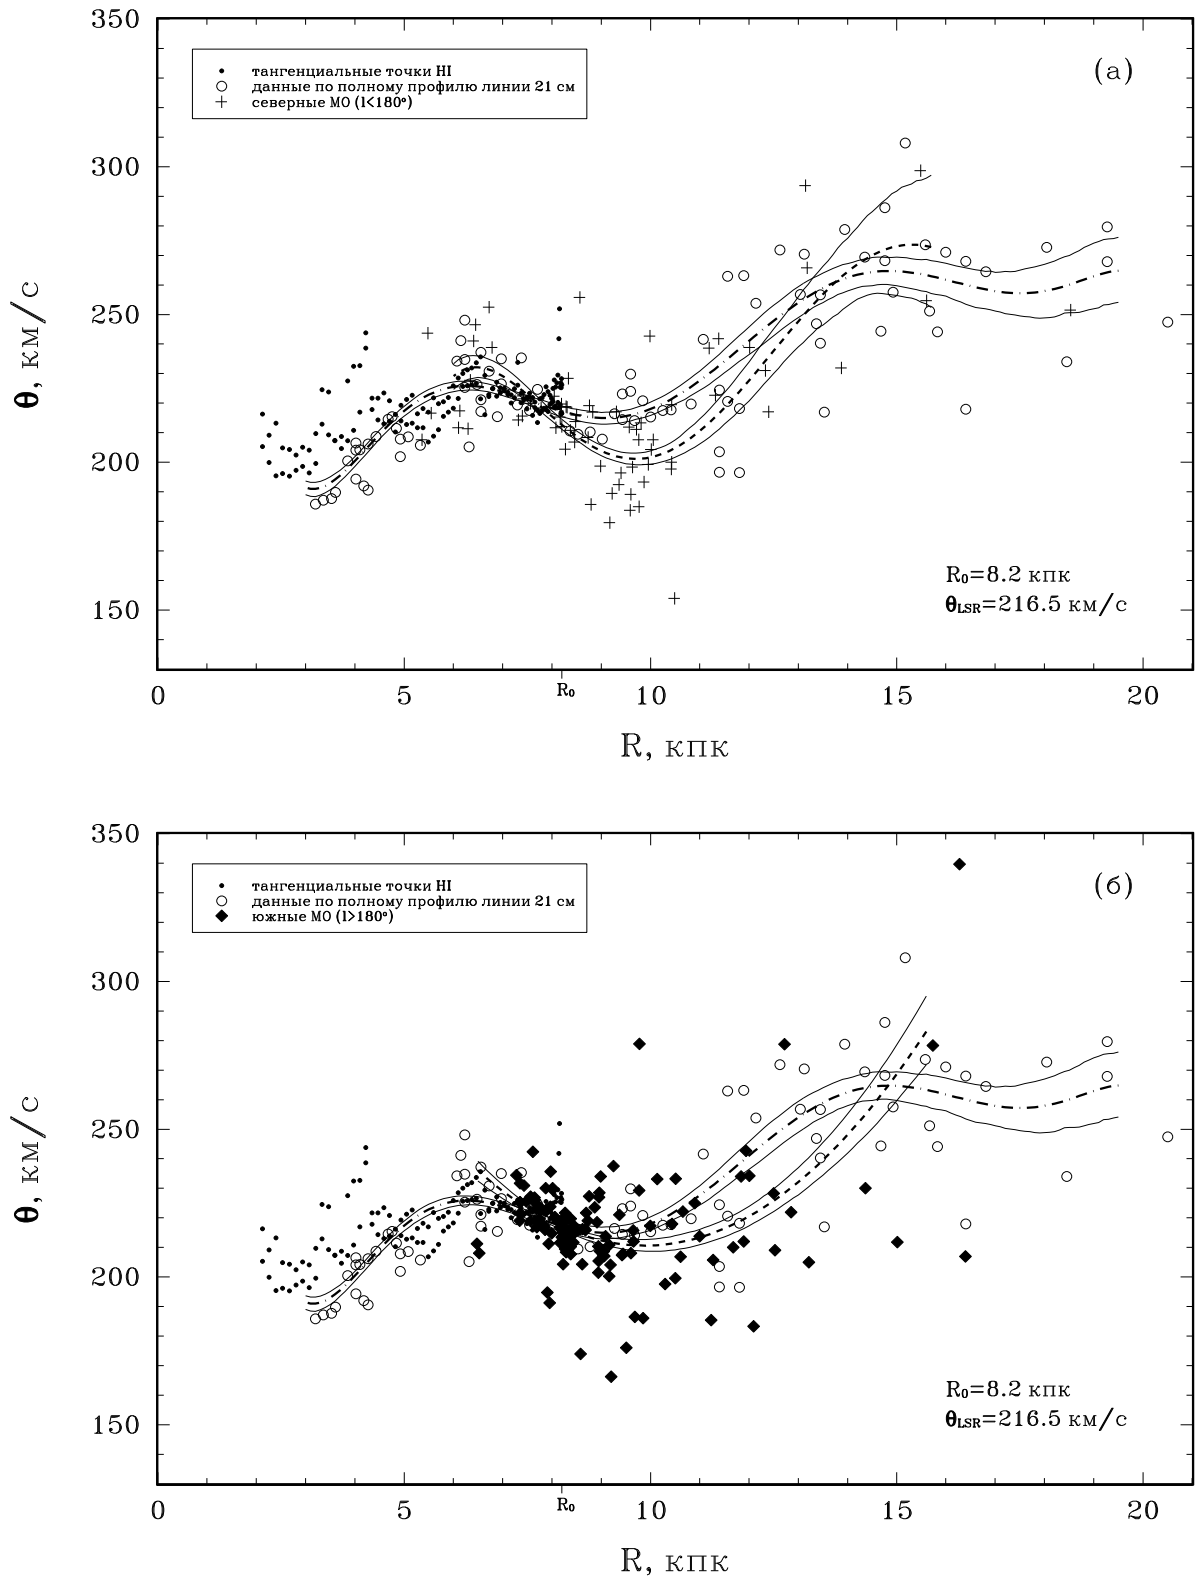 350
(а)
тангенциальные точки HI
данные по полному профилю линии 21 см
северные МО (l<180°)
300
250
θ, км/с
200
R₀=8.2 кпк
θLSR=216.5 км/с
150
0 5 R₀ 10 15 20
R, кпк
350
(б)
тангенциальные точки HI
данные по полному профилю линии 21 см
южные МО (l>180°)
300
250
θ, км/с
200
R₀=8.2 кпк
θLSR=216.5 км/с
150
0 5 R₀ 10 15 20
R, кпк